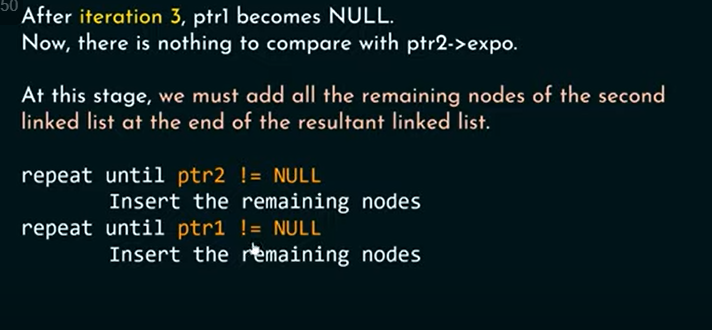 50
After iteration 3, ptr1 becomes NULL.
Now, there is nothing to compare with ptr2->expo.
At this stage, we must add all the remaining nodes of the second
linked list at the end of the resultant linked list.
repeat until ptr2 != NULL
Insert the remaining nodes
repeat until ptr1 != NULL
Insert the remaining nodes